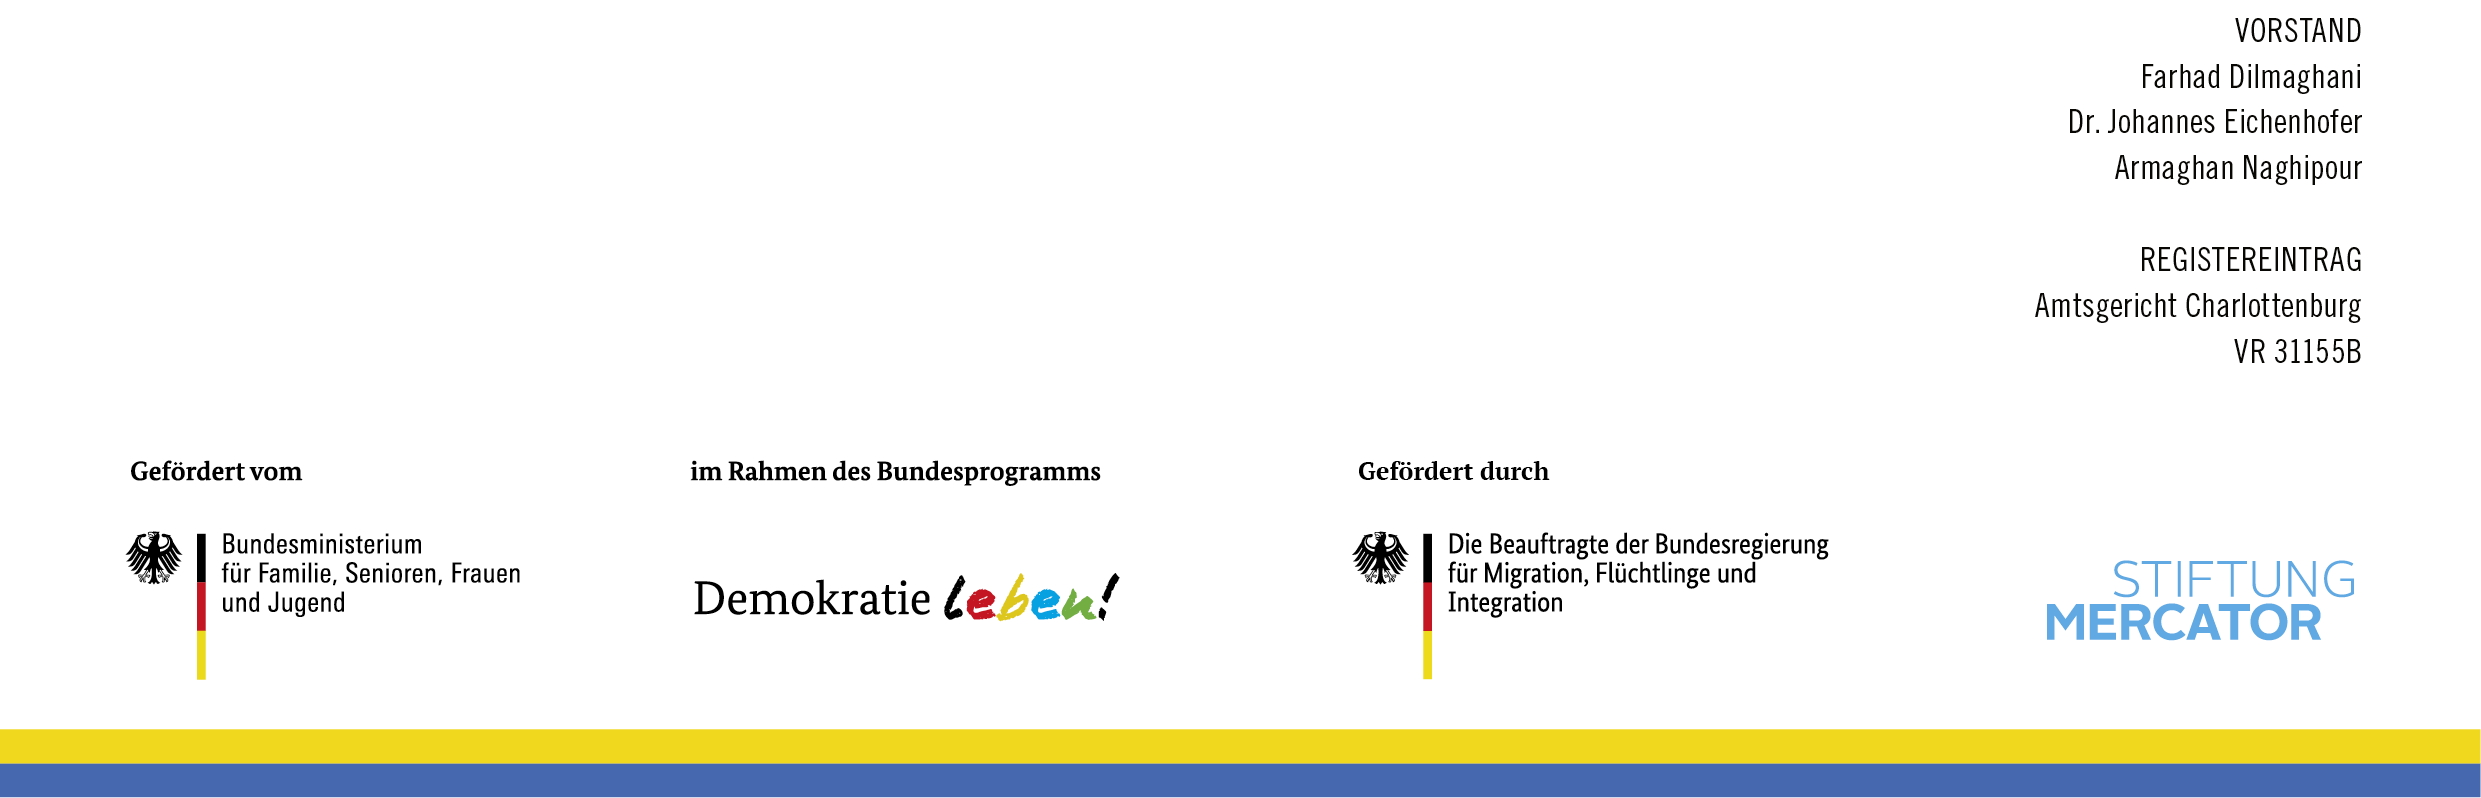 VORSTAND
Farhad Dilmaghani
Dr. Johannes Eichenhofer
Armaghan Naghipour
REGISTEREINTRAG
Amtsgericht Charlottenburg
VR 31155B
Gefördert vom
Bundesministerium
für Familie, Senioren, Frauen
und Jugend
im Rahmen des Bundesprogramms
Demokratie leben!
Gefördert durch
Die Beauftragte der Bundesregierung
für Migration, Flüchtlinge und
Integration
STIFTUNG
MERCATOR